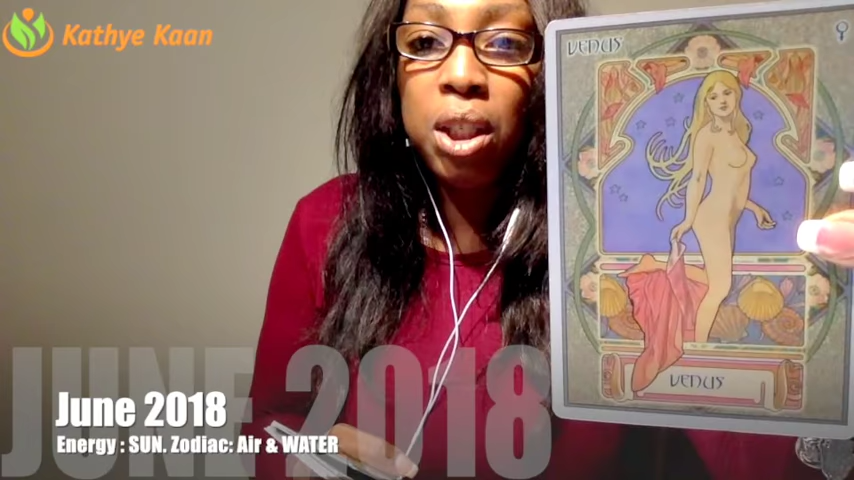 Kathye Kaan
VENUS
JUNE 2018
June 2018
Energy : SUN. Zodiac: Air & WATER
VENUS